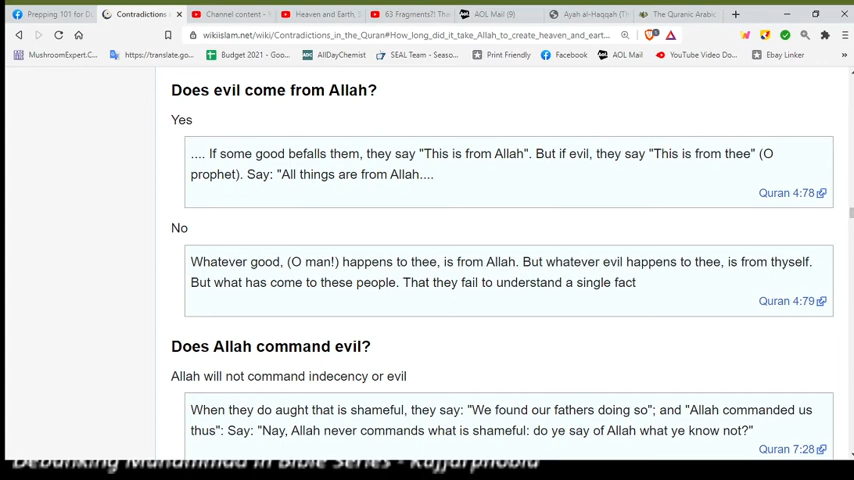 Prepping 101 for D
Contradictions
Channel content -
Heaven and Earth, S
63 Fragments?! Tha
AOL Mail (9)
Ayah al-Haqqah (Th
The Quranic Arabic
wikiislam.net/wiki/Contradictions_in_the_Quran#How_long_did_it_take_Allah_to_create_heaven_and_eart...
MushroomExpert.C...
https://translate.go...
Budget 2021 - Goo...
AllDayChemist
SEAL Team - Seaso...
Print Friendly
Facebook
AOL Mail
YouTube Video Do...
Ebay Linker
Does evil come from Allah?
Yes
.... If some good befalls them, they say "This is from Allah". But if evil, they say "This is from thee" (O
prophet). Say: "All things are from Allah....
Quran 4:78
No
Whatever good, (O man!) happens to thee, is from Allah. But whatever evil happens to thee, is from thyself.
But what has come to these people. That they fail to understand a single fact
Quran 4:79
Does Allah command evil?
Allah will not command indecency or evil
When they do aught that is shameful, they say: "We found our fathers doing so"; and "Allah commanded us
thus": Say: "Nay, Allah never commands what is shameful: do ye say of Allah what ye know not?"
Quran 7:28
Debunking Muhammad in Bible Series - Kaffarphobia